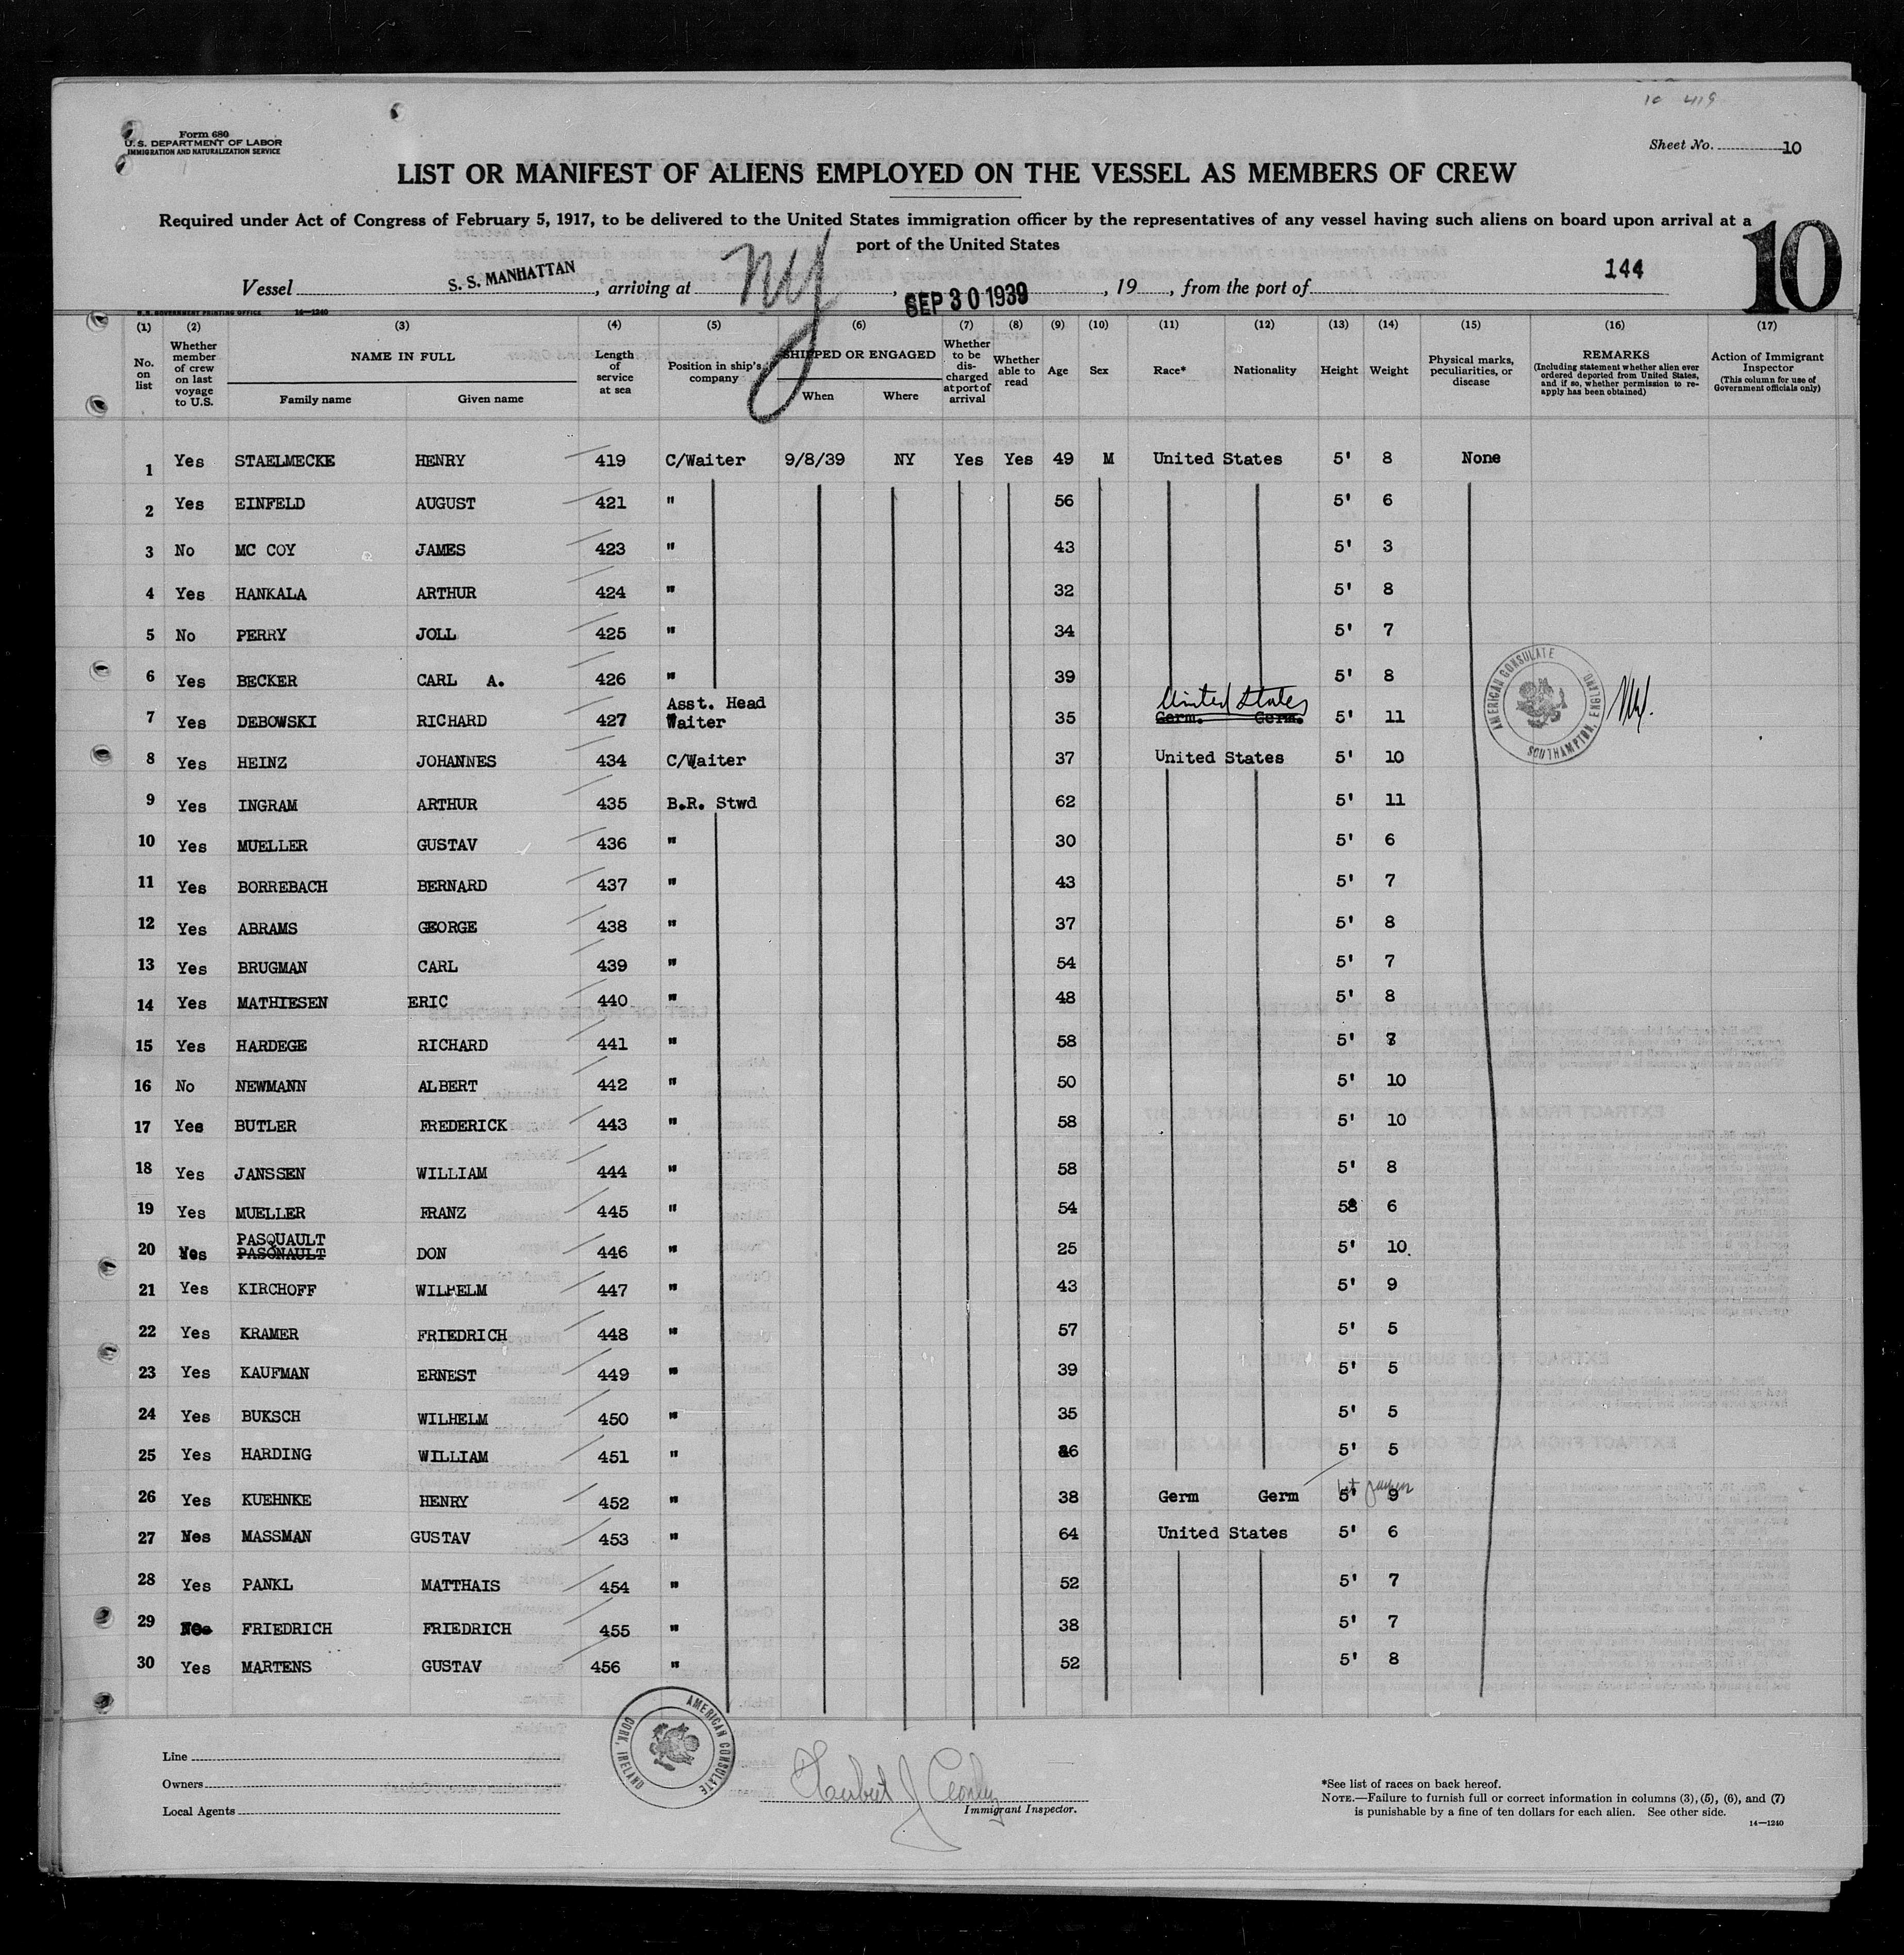 10 419
Form 680
U. S. DEPARTMENT OF LABOR
IMMIGRATION AND NATURALIZATION SERVICE
Sheet No. 10
LIST OR MANIFEST OF ALIENS EMPLOYED ON THE VESSEL AS MEMBERS OF CREW
Required under Act of Congress of February 5, 1917, to be delivered to the United States immigration officer by the representatives of any vessel having such aliens on board upon arrival at a
port of the United States
10
144
Vessel S. S. MANHATTAN, arriving at NY, SEP 30 1939, 19, from the port of
U.S. GOVERNMENT PRINTING OFFICE 14—1240
(1) (2) (3) (4) (5) (6) (7) (8) (9) (10) (11) (12) (13) (14) (15) (16) (17)
No. on list
Whether member of crew on last voyage to U.S.
NAME IN FULL
Family name Given name
Length of service at sea
Position in ship's company
SHIPPED OR ENGAGED
When Where
Whether to be discharged at port of arrival
Whether able to read
Age
Sex
Race*
Nationality
Height
Weight
Physical marks, peculiarities, or disease
REMARKS
(Including statement whether alien ever ordered deported from United States, and if so, whether permission to reapply has been obtained)
Action of Immigrant Inspector
(This column for use of Government officials only)
1 Yes STAELMECKE HENRY 419 C/Waiter 9/8/39 NY Yes Yes 49 M United States 5' 8 None
2 Yes EINFELD AUGUST 421 " 56 5' 6
3 No MC COY JAMES 423 " 43 5' 3
4 Yes HANKALA ARTHUR 424 " 32 5' 8
5 No PERRY JOLL 425 " 34 5' 7
6 Yes BECKER CARL A. 426 " 39 5' 8
United States
7 Yes DEBOWSKI RICHARD 427 Asst. Head Waiter 35 Germ. Germ. 5' 11
AMERICAN CONSULATE SOUTHAMPTON, ENGLAND
8 Yes HEINZ JOHANNES 434 C/Waiter 37 United States 5' 10
9 Yes INGRAM ARTHUR 435 B.R. Stwd 62 5' 11
10 Yes MUELLER GUSTAV 436 " 30 5' 6
11 Yes BORREBACH BERNARD 437 " 43 5' 7
12 Yes ABRAMS GEORGE 438 " 37 5' 8
13 Yes BRUGMAN CARL 439 " 54 5' 7
14 Yes MATHIESEN ERIC 440 " 48 5' 8
15 Yes HARDEGE RICHARD 441 " 58 5'
16 No NEWMANN ALBERT 442 " 50 5' 10
17 Yes BUTLER FREDERICK 443 " 58 5' 10
18 Yes JANSSEN WILLIAM 444 " 58 5' 8
19 Yes MUELLER FRANZ 445 " 54 6
PASQUAULT
20 PASQNAULT DON 446 " 25 5' 10
21 Yes KIRCHOFF WILHELM 447 " 43 5' 9
22 Yes KRAMER FRIEDRICH 448 " 57 5' 5
23 Yes KAUFMAN ERNEST 449 " 39 5' 5
24 Yes BUKSCH WILHELM 450 " 35 5' 5
25 Yes HARDING WILLIAM 451 " 5' 5
26 Yes KUEHNKE HENRY 452 " 38 Germ Germ 5' 9
27 MASSMAN GUSTAV 453 " 64 United States 5' 6
28 Yes PANKL MATTHAIS 454 " 52 5' 7
29 FRIEDRICH FRIEDRICH 455 " 38 5' 7
30 Yes MARTENS GUSTAV 456 " 52 5' 8
AMERICAN CONSULATE CORK, IRELAND
Line
Owners
Local Agents
Immigrant Inspector.
*See list of races on back hereof.
NOTE.—Failure to furnish full or correct information in columns (3), (5), (6), and (7)
is punishable by a fine of ten dollars for each alien. See other side.
14—1240